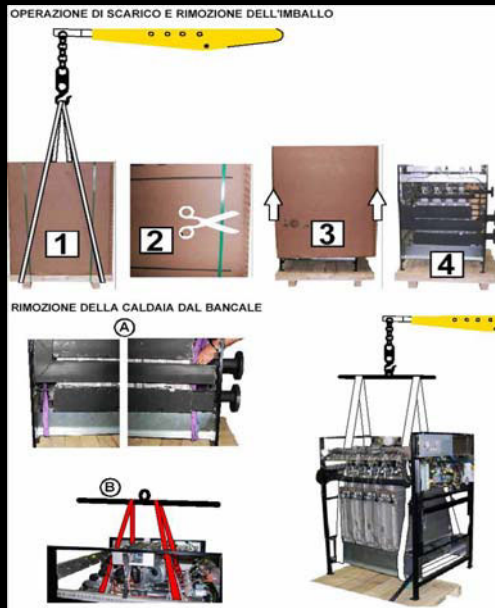 OPERAZIONE DI SCARICO E RIMOZIONE DELL'IMBALLO
1
2
3
4
RIMOZIONE DELLA CALDAIA DAL BANCALE
A
B